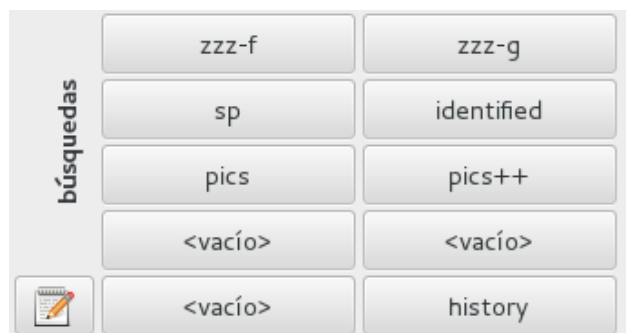 búsquedas
zzz-f zzz-g
sp identified
pics pics++
<vacío> <vacío>
<vacío> history